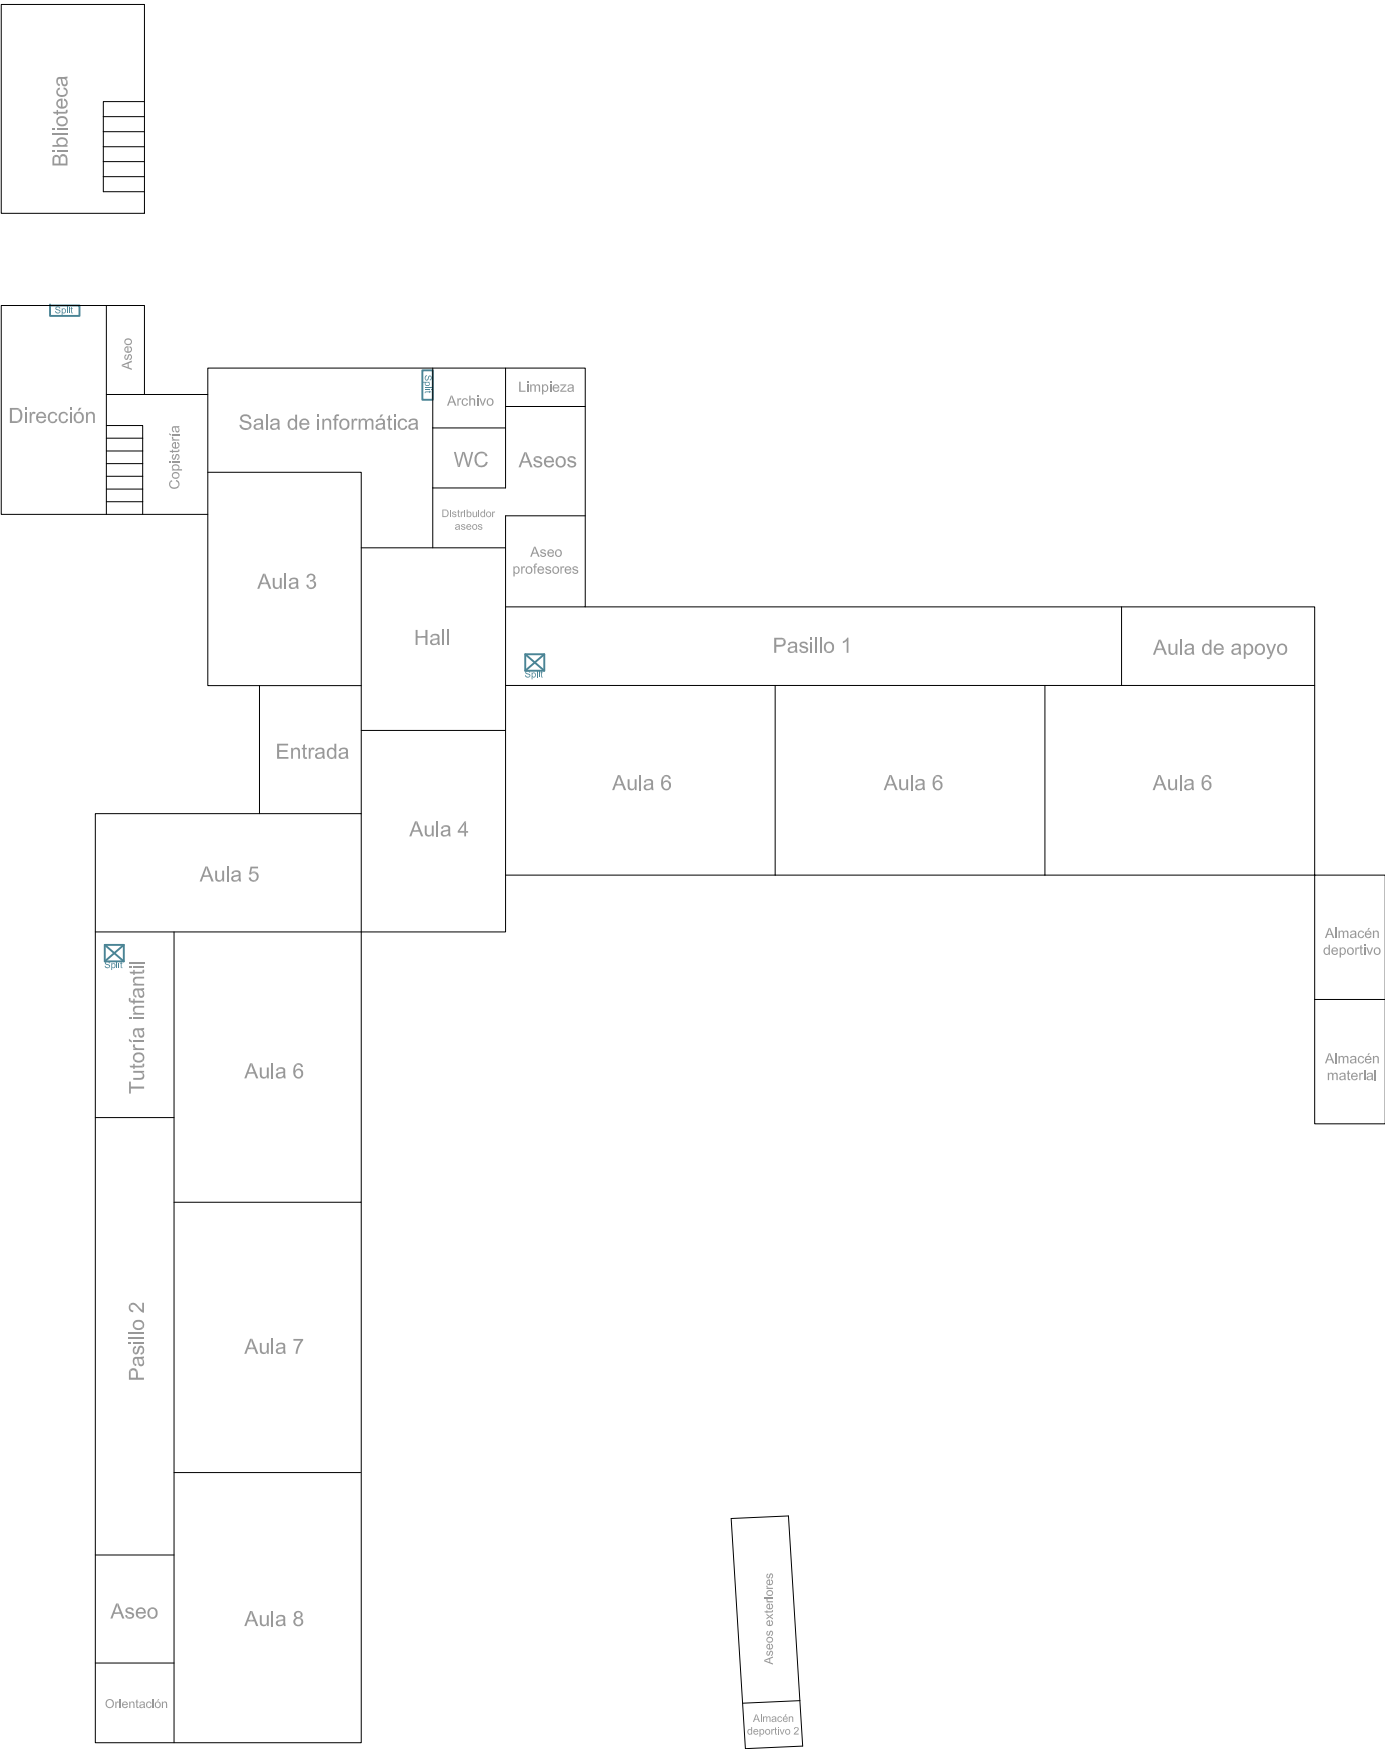 Biblioteca
Split
Dirección
Aseo
Copistería
Sala de informática
Split
Archivo
Limpieza
WC
Aseos
Distribuidor
aseos
Aseo
profesores
Aula 3
Hall
Pasillo 1
Split
Aula de apoyo
Entrada
Aula 6
Aula 6
Aula 6
Aula 4
Aula 5
Split
Tutoría infantil
Aula 6
Almacén
deportivo
Almacén
material
Pasillo 2
Aula 7
Aseo
Aula 8
Orientación
Aseos exteriores
Almacén
deportivo 2